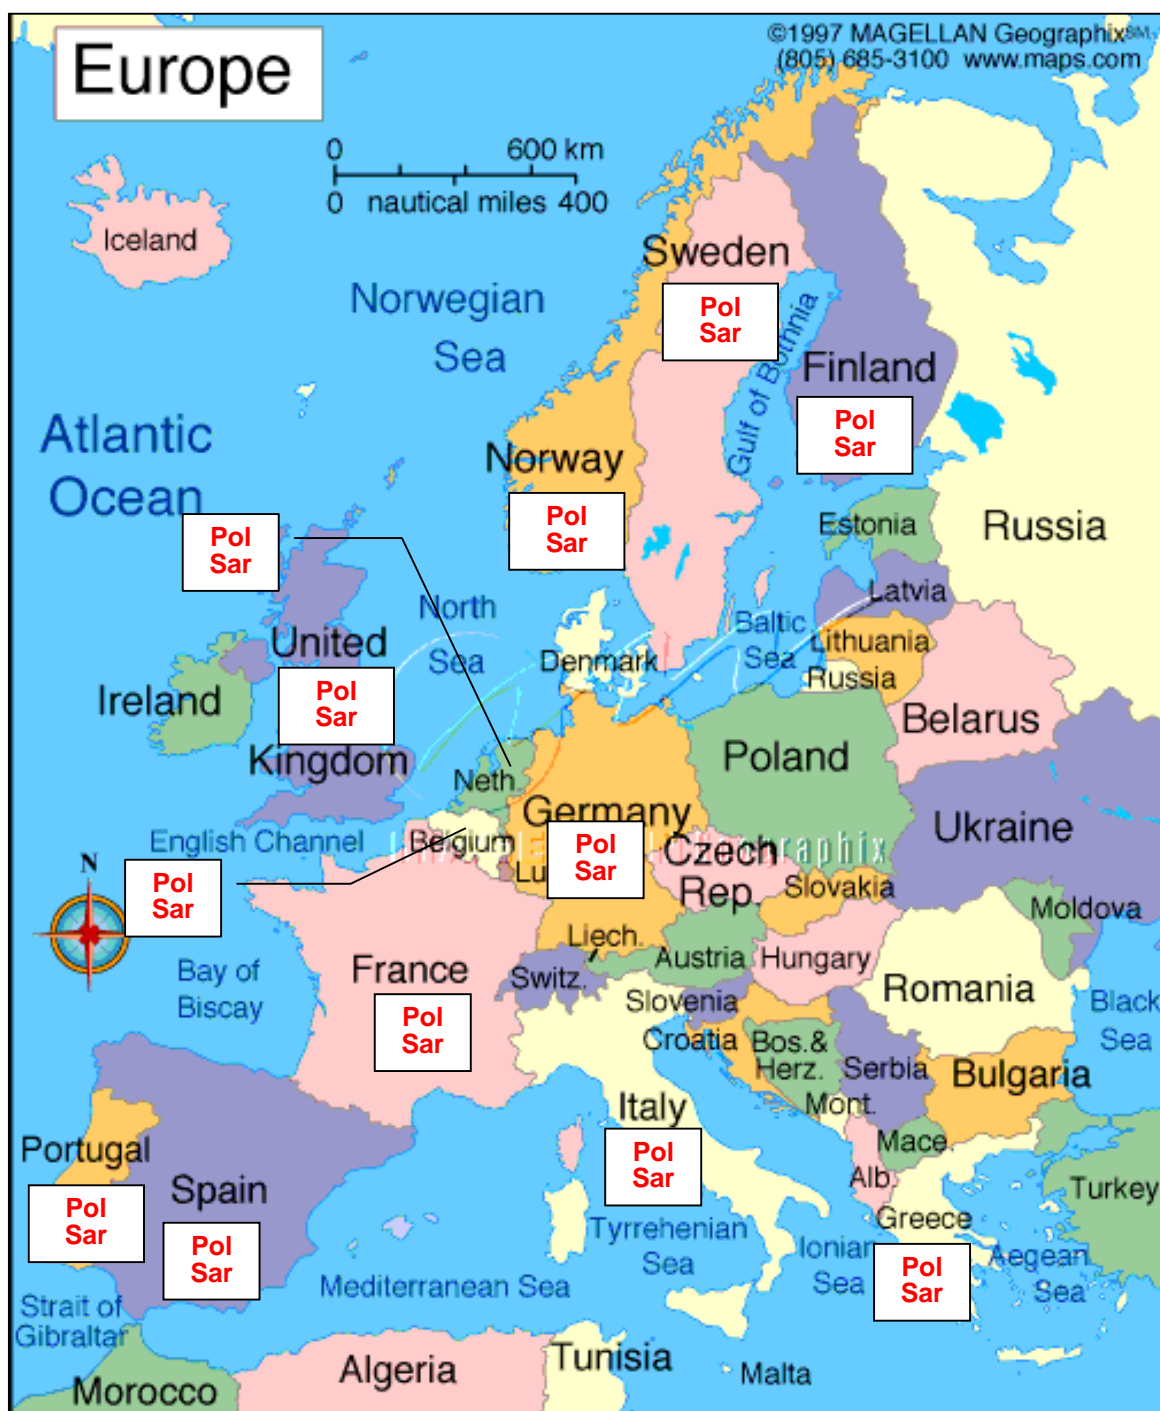 ©1997 MAGELLAN Geographix℠
(805) 685-3100 www.maps.com
Europe
0 600 km
0 nautical miles 400
Iceland
Sweden
Pol
Sar
Norwegian
Sea
Gulf of Bothnia
Finland
Pol
Sar
Atlantic
Ocean
Norway
Pol
Sar
Pol
Sar
Estonia
Russia
Latvia
North
Sea
Baltic
Sea
Lithuania
Russia
United
Kingdom
Pol
Sar
Ireland
Denmark
Belarus
Poland
Neth.
Germany
Pol
Sar
Ukraine
English Channel
Belgium
Lu
Czech
Rep.
Slovakia
Pol
Sar
N
Moldova
Liech.
Austria
Hungary
Bay of
Biscay
France
Pol
Sar
Switz.
Slovenia
Romania
Black
Sea
Croatia
Bos.&
Herz.
Serbia
Bulgaria
Mont.
Italy
Pol
Sar
Mace.
Alb.
Portugal
Pol
Sar
Spain
Pol
Sar
Turkey
Greece
Pol
Sar
Tyrrehenian
Sea
Ionian
Sea
Aegean
Sea
Mediterranean Sea
Strait of
Gibraltar
Algeria
Tunisia
Malta
Morocco